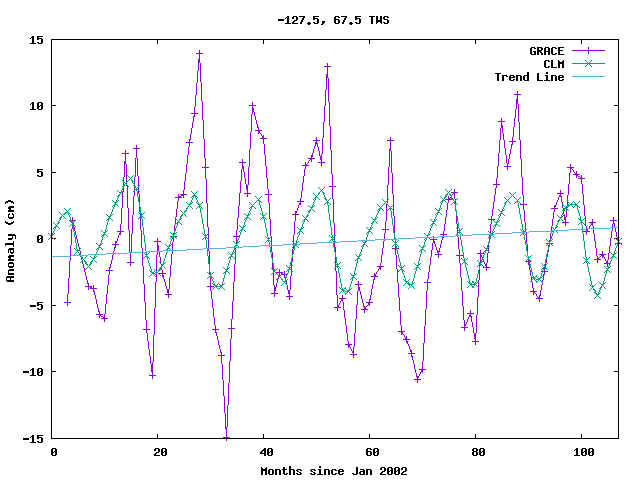 -127.5, 67.5 TWS
GRACE
CLM
Trend Line
15
10
5
0
-5
-10
-15
Anomaly (cm)
0 20 40 60 80 100
Months since Jan 2002